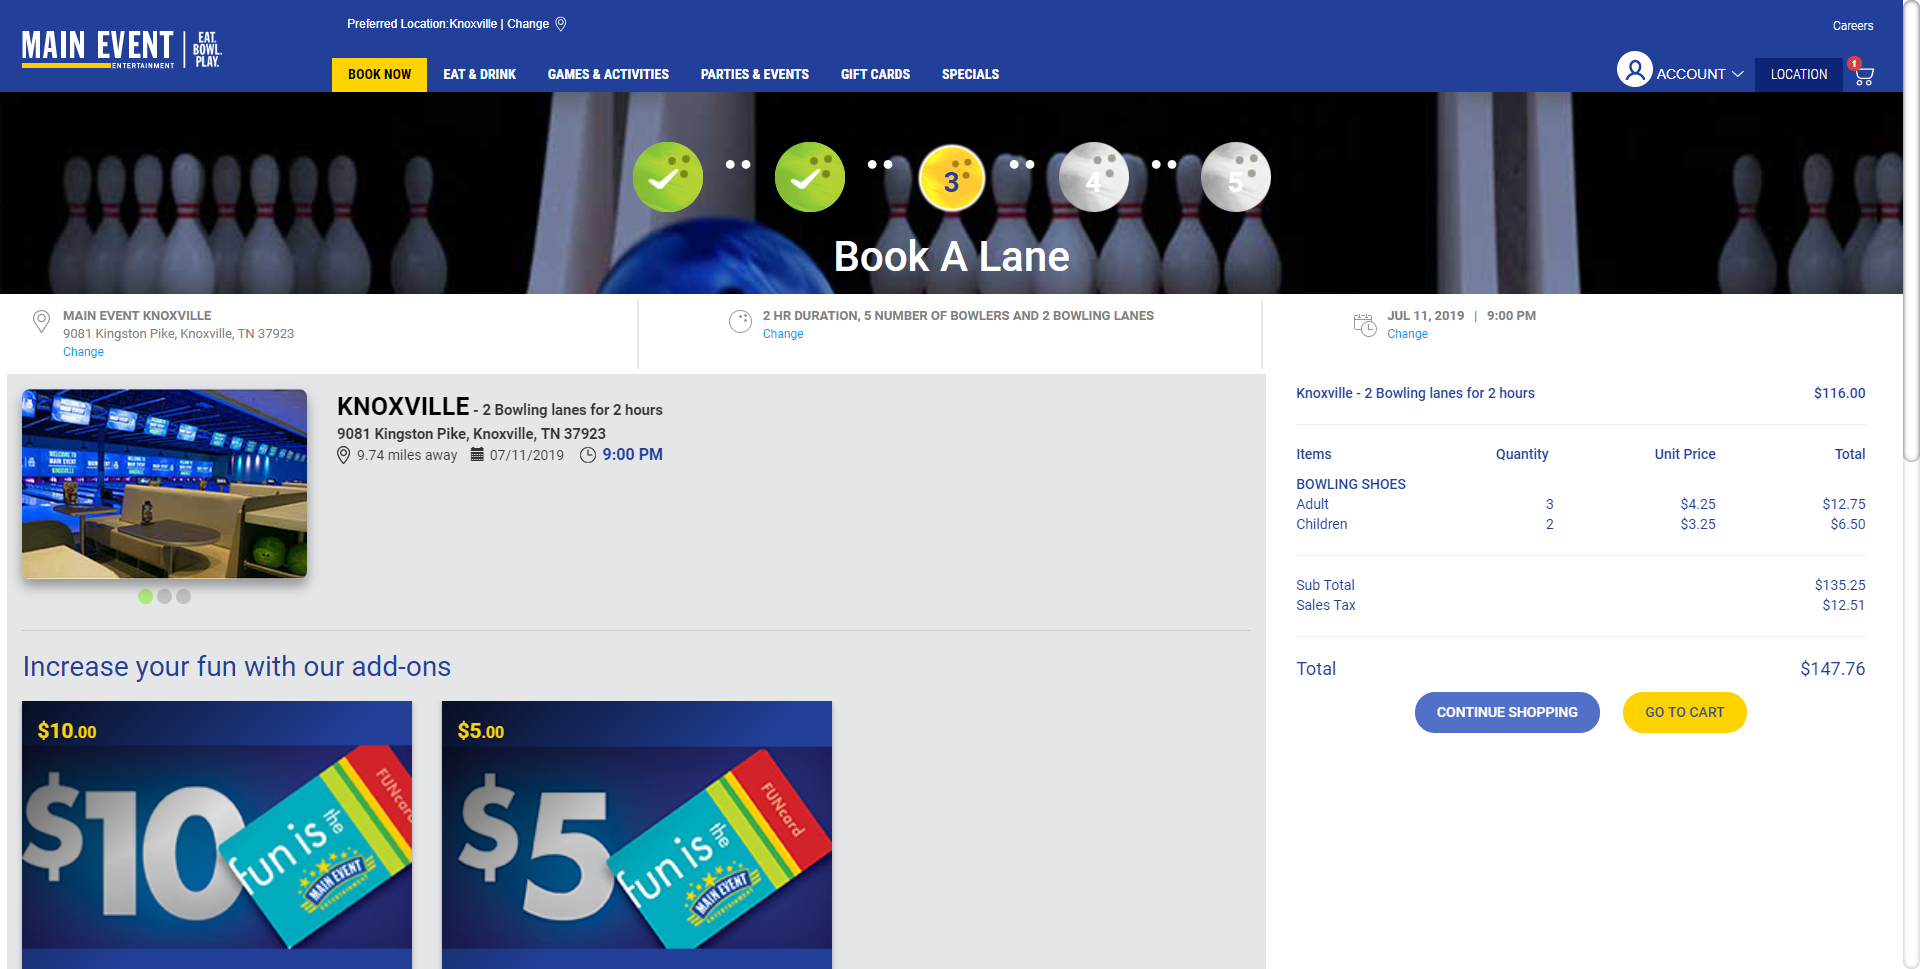 Preferred Location:Knoxville | Change
Careers
MAIN EVENT
ENTERTAINMENT
EAT.
BOWL.
PLAY.
BOOK NOW
EAT & DRINK
GAMES & ACTIVITIES
PARTIES & EVENTS
GIFT CARDS
SPECIALS
ACCOUNT
LOCATION
1
3
4
5
Book A Lane
MAIN EVENT KNOXVILLE
9081 Kingston Pike, Knoxville, TN 37923
Change
2 HR DURATION, 5 NUMBER OF BOWLERS AND 2 BOWLING LANES
Change
JUL 11, 2019 | 9:00 PM
Change
KNOXVILLE - 2 Bowling lanes for 2 hours
9081 Kingston Pike, Knoxville, TN 37923
9.74 miles away 07/11/2019 9:00 PM
Increase your fun with our add-ons
$10.00
$10
FUNcard
fun is the
MAIN EVENT
ENTERTAINMENT
$5.00
$5
FUNcard
fun is the
MAIN EVENT
ENTERTAINMENT
Knoxville - 2 Bowling lanes for 2 hours $116.00
Items Quantity Unit Price Total
BOWLING SHOES
Adult 3 $4.25 $12.75
Children 2 $3.25 $6.50
Sub Total $135.25
Sales Tax $12.51
Total $147.76
CONTINUE SHOPPING
GO TO CART